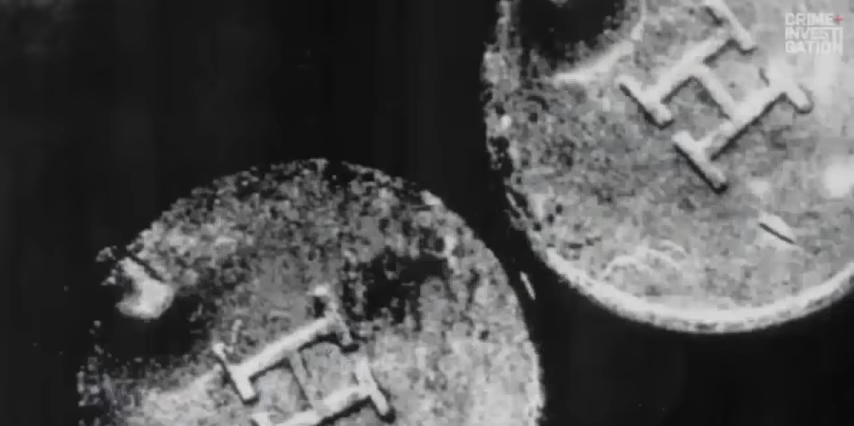 CRIME+
INVESTI
GATION
H
H